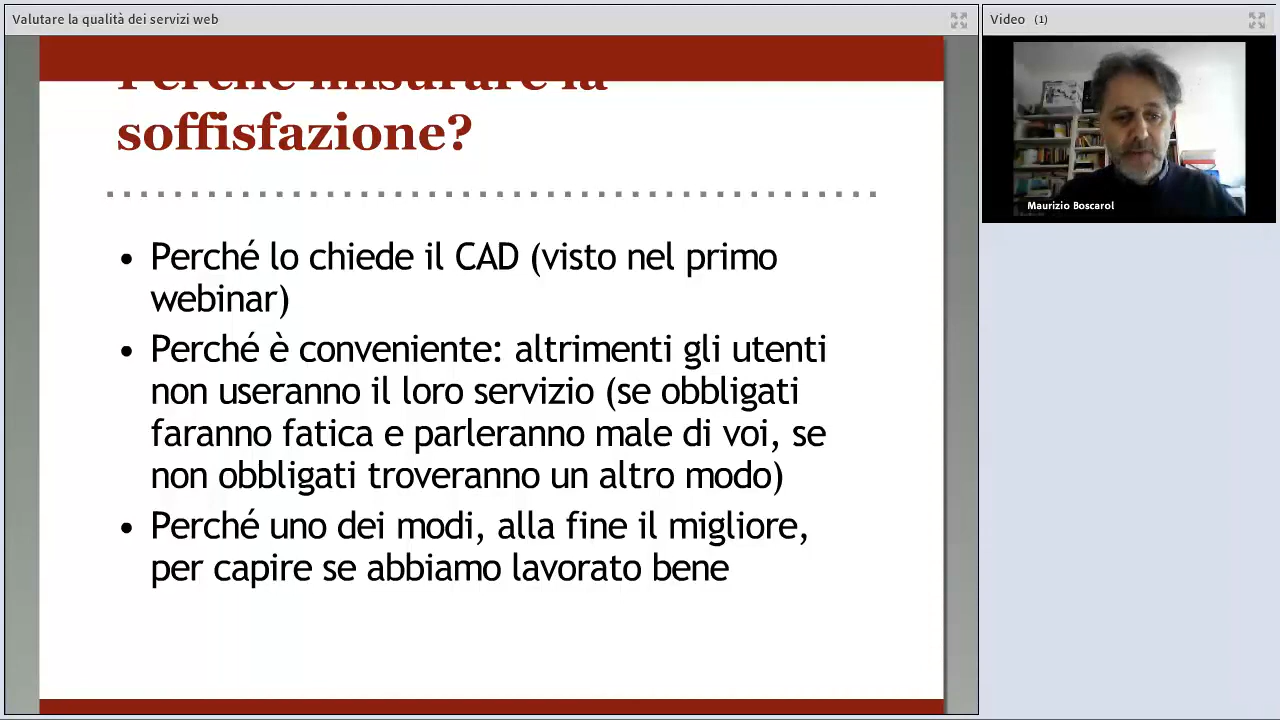 Valutare la qualità dei servizi web
Video (1)
Perché misurare la
soffisfazione?
Perché lo chiede il CAD (visto nel primo
webinar)
Perché è conveniente: altrimenti gli utenti
non useranno il loro servizio (se obbligati
faranno fatica e parleranno male di voi, se
non obbligati troveranno un altro modo)
Perché uno dei modi, alla fine il migliore,
per capire se abbiamo lavorato bene
Maurizio Boscarol